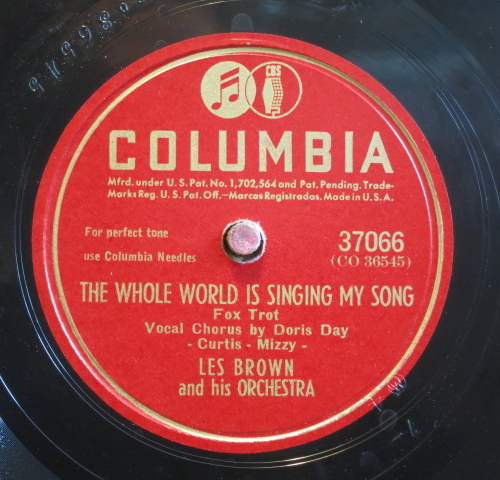 CBS
COLUMBIA
Mfrd. under U.S. Pat. No. 1,702,564 and Pat. Pending. Trade-
Marks Reg. U.S. Pat. Off.—Marcas Registradas. Made in U.S.A.
For perfect tone
use Columbia Needles
37066
(CO 36545)
THE WHOLE WORLD IS SINGING MY SONG
Fox Trot
Vocal Chorus by Doris Day
- Curtis - Mizzy -
LES BROWN
and his ORCHESTRA